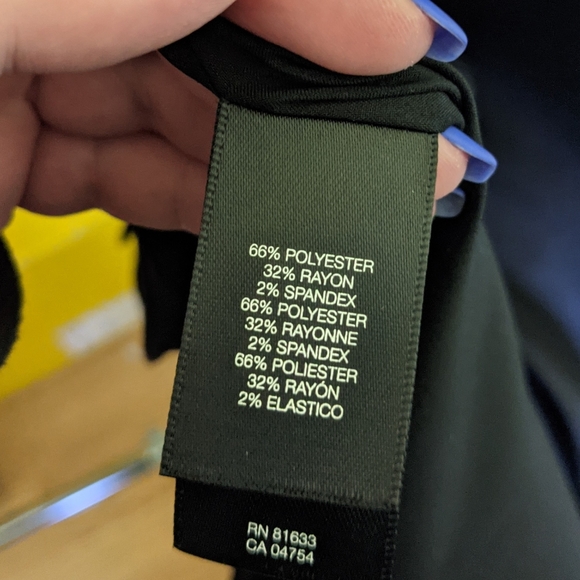 66% POLYESTER
32% RAYON
2% SPANDEX
66% POLYESTER
32% RAYONNE
2% SPANDEX
66% POLIESTER
32% RAYÓN
2% ELASTICO
RN 81633
CA 04754